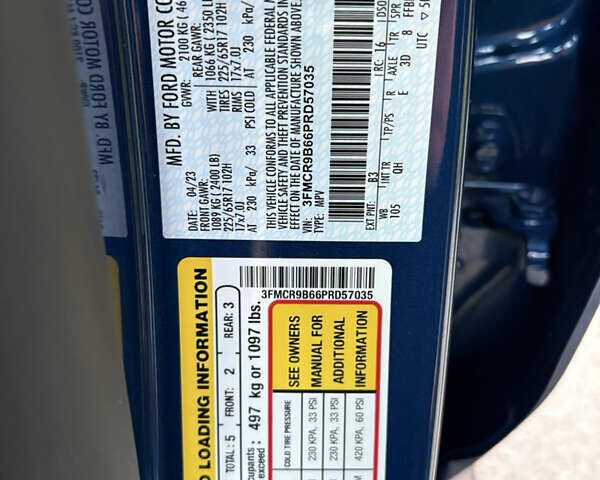 MFD. BY FORD MOTOR CO
DATE: 04/23
GVWR: 2100 KG (46
FRONT GAWR:
1089 KG (2400 LB)
225/65R17 102H
17x7.0J
AT 230 kPa/ 33 PSI COLD
REAR GAWR:
1066 KG (2350 LB
225/65R17 102H
17x7.0J
AT 230 kPa/
TIRES
RIMS
THIS VEHICLE CONFORMS TO ALL APPLICABLE FEDERAL
VEHICLE SAFETY AND THEFT PREVENTION STANDARDS IN
EFFECT ON THE DATE OF MANUFACTURE SHOWN ABOVE.
VIN: 3FMCR9B66PRD57035
TYPE: MPV
EXT PNT: B3
RC: 16
DSO
WB
INT TR
TP/PS
R
AXLE
TR
SPR
105
QH
E
3D
8
FFB
UTC
MFD. BY FORD MOTOR CO
D LOADING INFORMATION
TOTAL: 5
FRONT: 2
REAR: 3
cupants
exceed: 497 kg or 1097 lbs.
3FMCR9B66PRD57035
COLD TIRE PRESSURE
230 KPA, 33 PSI
230 KPA, 33 PSI
420 KPA, 60 PSI
SEE OWNERS
MANUAL FOR
ADDITIONAL
INFORMATION